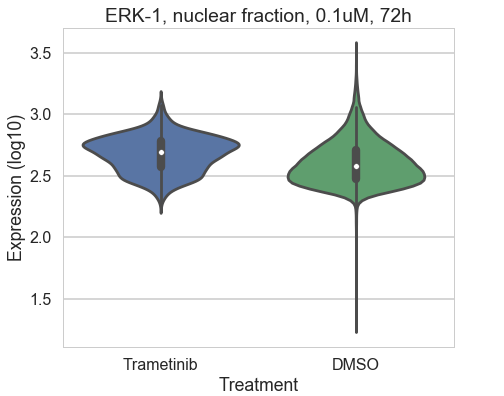 ERK-1, nuclear fraction, 0.1uM, 72h
3.5
3.0
2.5
2.0
1.5
Expression (log10)
Trametinib
DMSO
Treatment